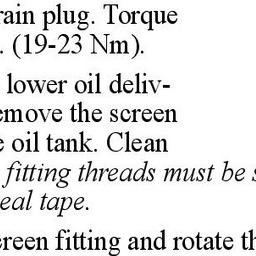 rain plug. Torque
. (19-23 Nm).
lower oil deliv-
emove the screen
e oil tank. Clean
fitting threads must be s
eal tape.
creen fitting and rotate th